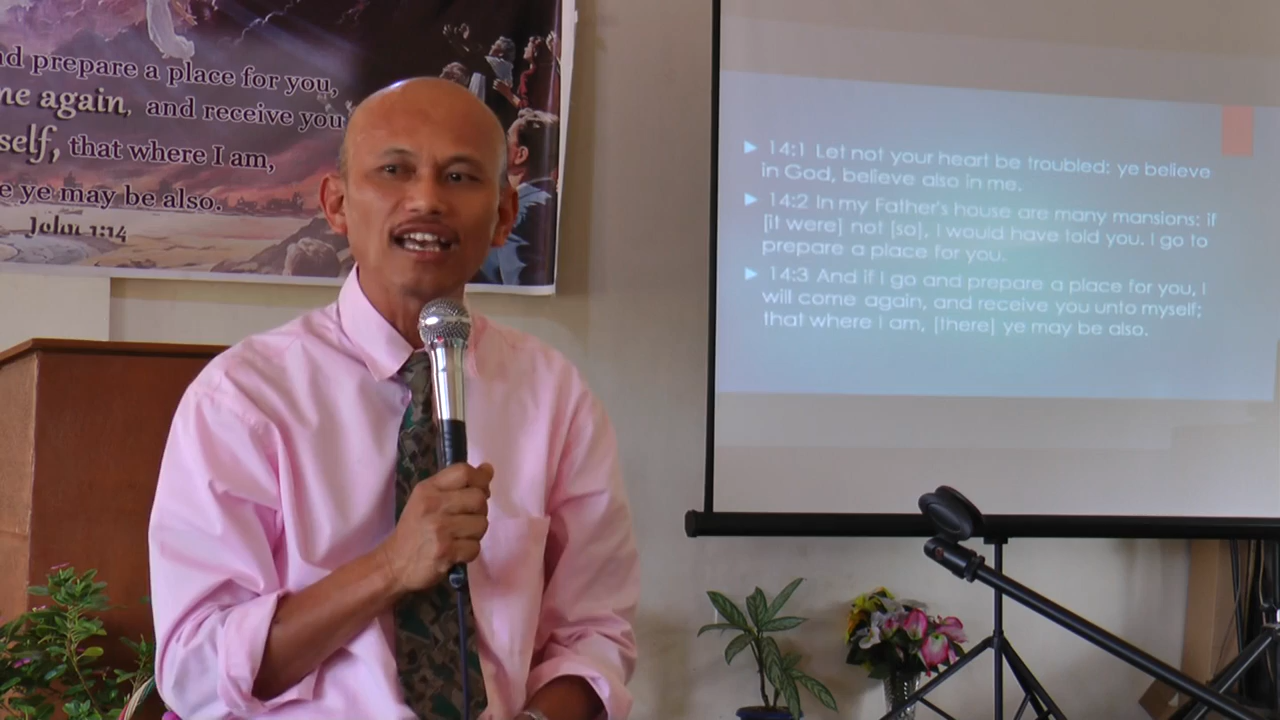 nd prepare a place for you,
me again, and receive you
self, that where I am,
e ye may be also.
John 1:14
14:1 Let not your heart be troubled: ye believe
in God, believe also in me.
14:2 In my Father's house are many mansions: if
[it were] not [so], I would have told you. I go to
prepare a place for you.
14:3 And if I go and prepare a place for you, I
will come again, and receive you unto myself;
that where I am, [there] ye may be also.